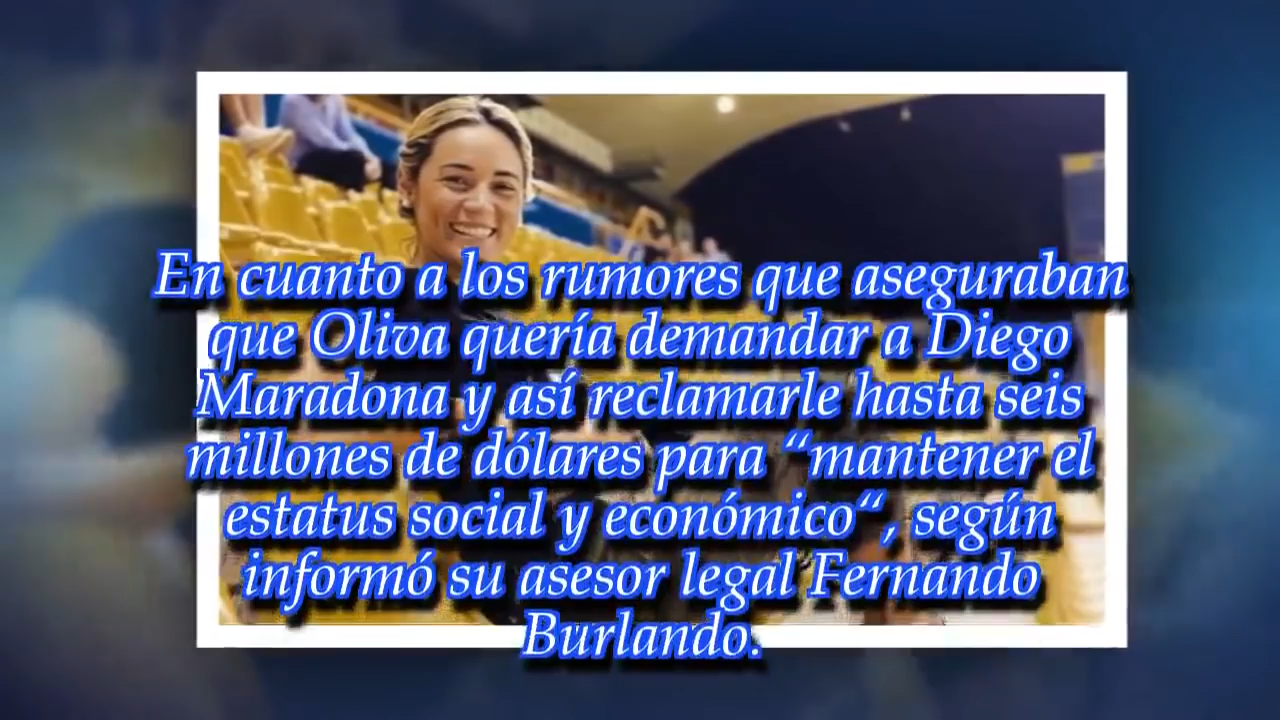 En cuanto a los rumores que aseguraban
que Oliva quería demandar a Diego
Maradona y así reclamarle hasta seis
millones de dólares para “mantener el
estatus social y económico“, según
informó su asesor legal Fernando
Burlando.